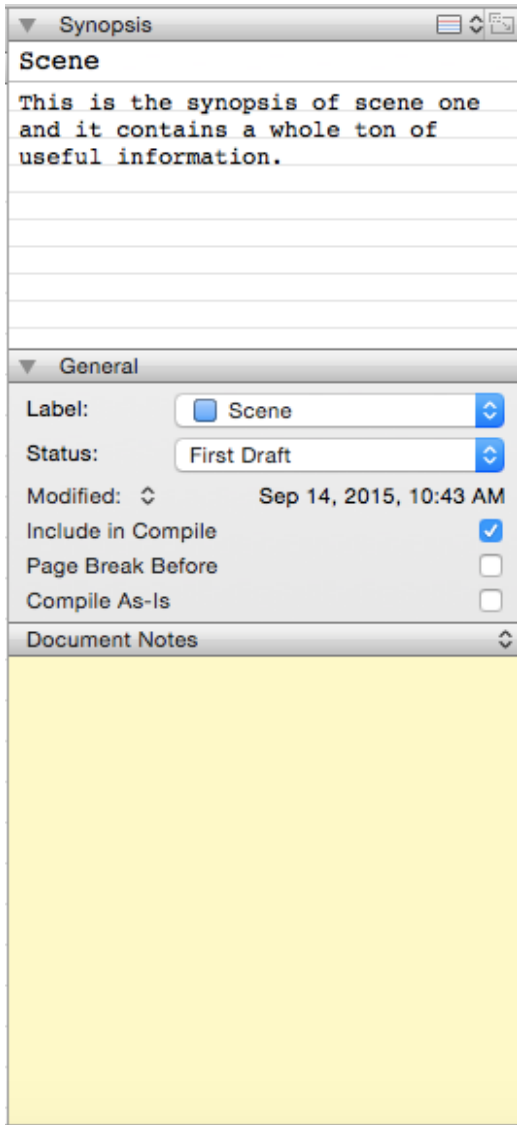 Synopsis
Scene
This is the synopsis of scene one
and it contains a whole ton of
useful information.
General
Label: Scene
Status: First Draft
Modified: Sep 14, 2015, 10:43 AM
Include in Compile
Page Break Before
Compile As-Is
Document Notes